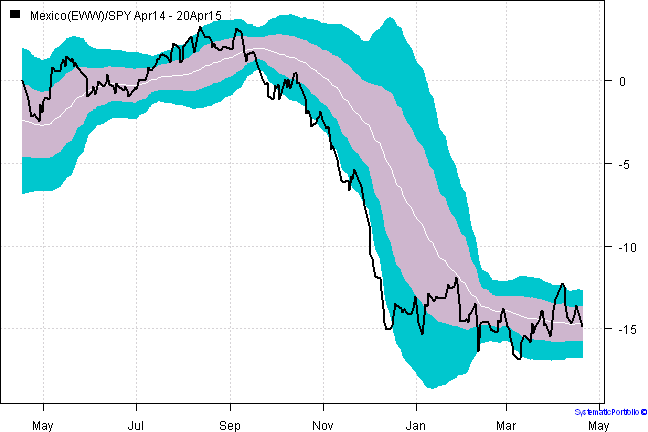 Mexico(EWW)/SPY Apr14 - 20Apr15
0
-5
-10
-15
SystematicPortfolio ©
May Jul Sep Nov Jan Mar May